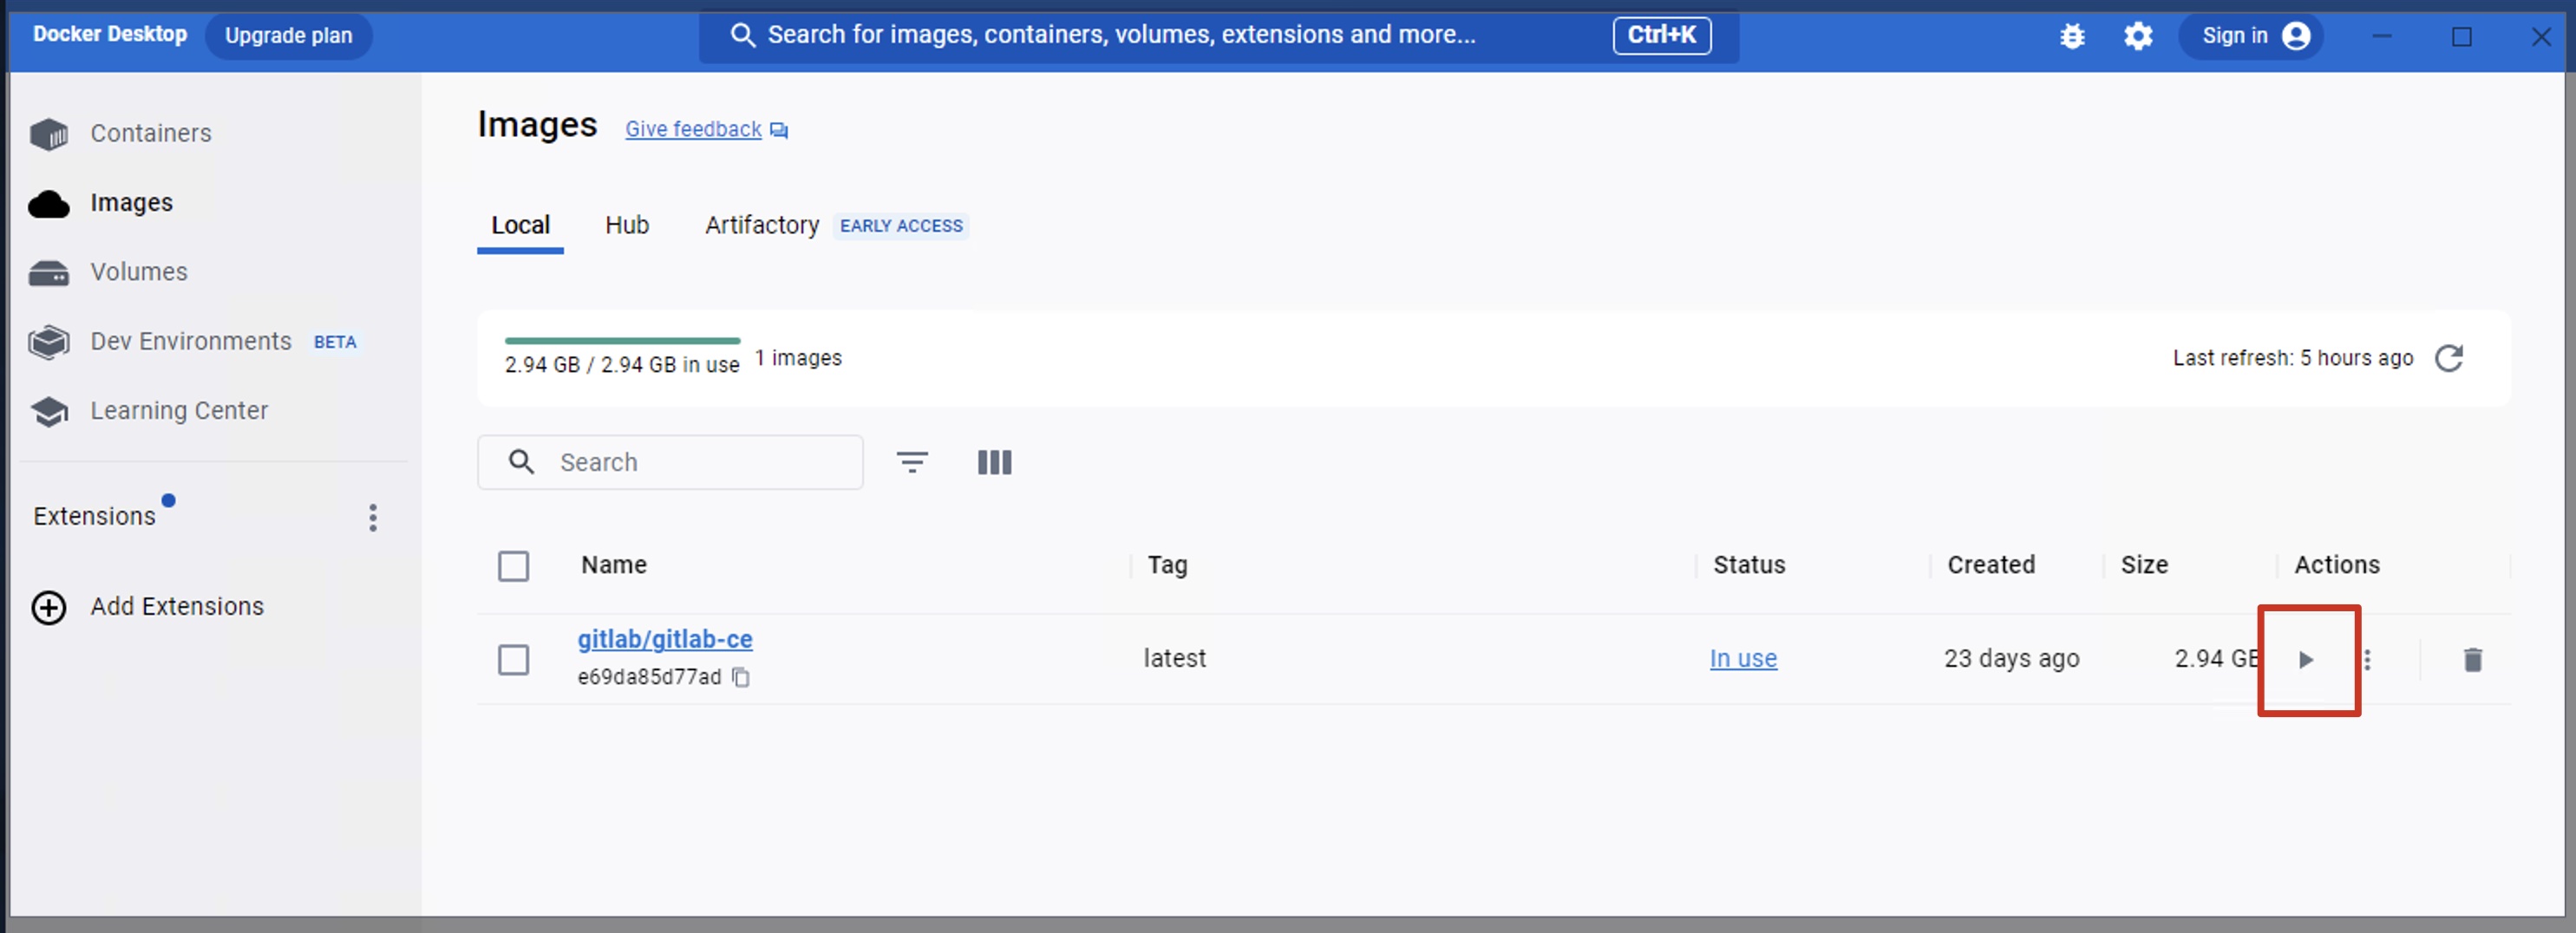 Docker Desktop Upgrade plan Search for images, containers, volumes, extensions and more... Ctrl+K Sign in
Containers
Images
Volumes
Dev Environments BETA
Learning Center
Extensions
Add Extensions
Images Give feedback
Local Hub Artifactory EARLY ACCESS
2.94 GB / 2.94 GB in use 1 images Last refresh: 5 hours ago
Search
Name Tag Status Created Size Actions
gitlab/gitlab-ce latest In use 23 days ago 2.94 GB
e69da85d77ad